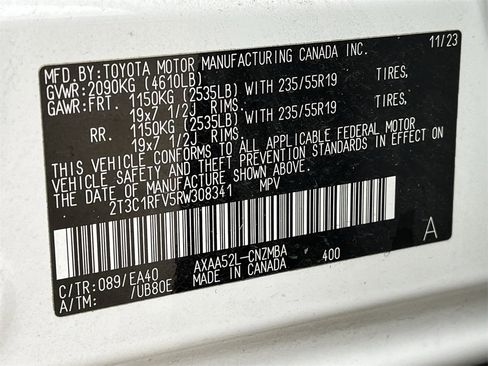 MFD.BY:TOYOTA MOTOR MANUFACTURING CANADA INC. 11/23
GVWR:2090KG (4610LB)
GAWR:FRT. 1150KG (2535LB) WITH 235/55R19 TIRES,
19x7 1/2J RIMS.
RR. 1150KG (2535LB) WITH 235/55R19 TIRES,
19x7 1/2J RIMS.
THIS VEHICLE CONFORMS TO ALL APPLICABLE FEDERAL MOTOR
VEHICLE SAFETY AND THEFT PREVENTION STANDARDS IN EFFECT
ON THE DATE OF MANUFACTURE SHOWN ABOVE.
2T3C1RFV5RW308341 MPV
A
C/TR:089/EA40 AXAA52L-CNZMBA 400
A/TM: /UB80E MADE IN CANADA